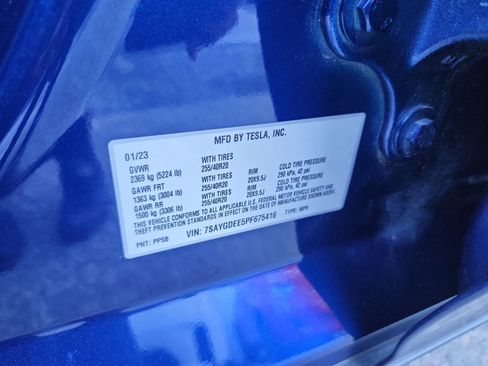 MFD BY TESLA, INC.
01/23
GVWR WITH TIRES COLD TIRE PRESSURE
2369 kg (5224 lb) 255/40R20 RIM 290 kPa, 42 psi
GAWR FRT WITH TIRES 20X9.5J COLD TIRE PRESSURE
1363 kg (3004 lb) 255/40R20 RIM 290 kPa, 42 psi
GAWR RR WITH TIRES 20X9.5J
1500 kg (3306 lb) 255/40R20
THIS VEHICLE CONFORMS TO ALL APPLICABLE FEDERAL MOTOR VEHICLE SAFETY AND
THEFT PREVENTION STANDARDS IN EFFECT ON THE DATE OF MANUFACTURE SHOWN ABOVE.
PNT: PPSB VIN: 7SAYGDEE5PF675416 TYPE: MPV